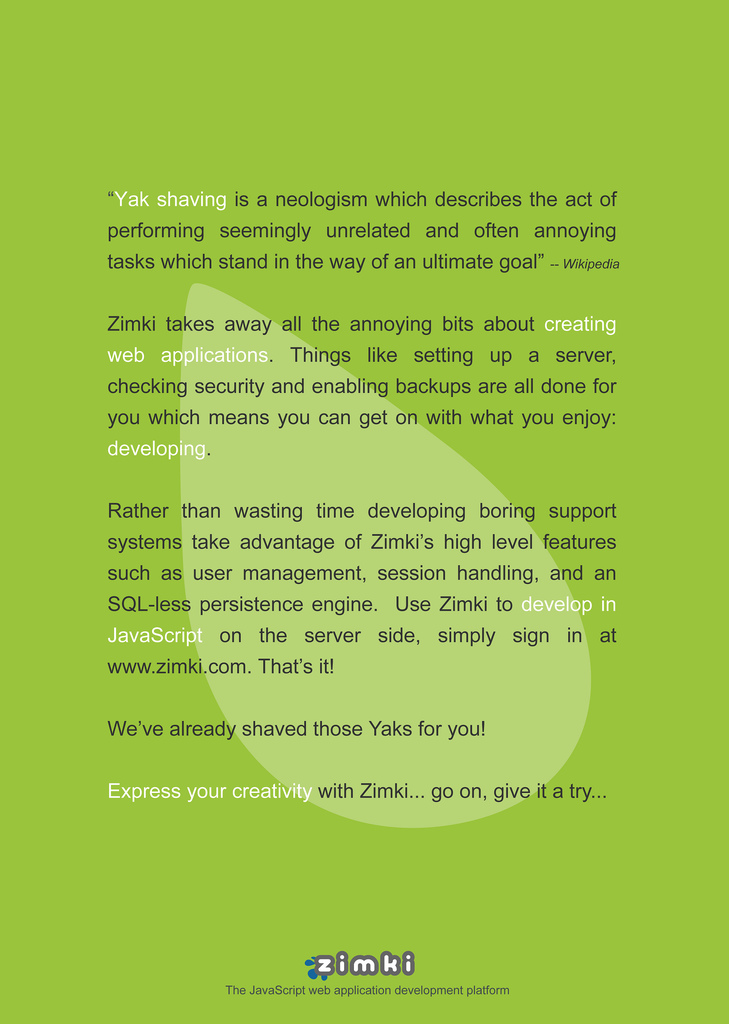 “Yak shaving is a neologism which describes the act of
performing seemingly unrelated and often annoying
tasks which stand in the way of an ultimate goal” -- Wikipedia
Zimki takes away all the annoying bits about creating
web applications. Things like setting up a server,
checking security and enabling backups are all done for
you which means you can get on with what you enjoy:
developing.
Rather than wasting time developing boring support
systems take advantage of Zimki’s high level features
such as user management, session handling, and an
SQL-less persistence engine.  Use Zimki to develop in
JavaScript on the server side, simply sign in at
www.zimki.com. That’s it!
We’ve already shaved those Yaks for you!
Express your creativity with Zimki... go on, give it a try...
zimki
The JavaScript web application development platform